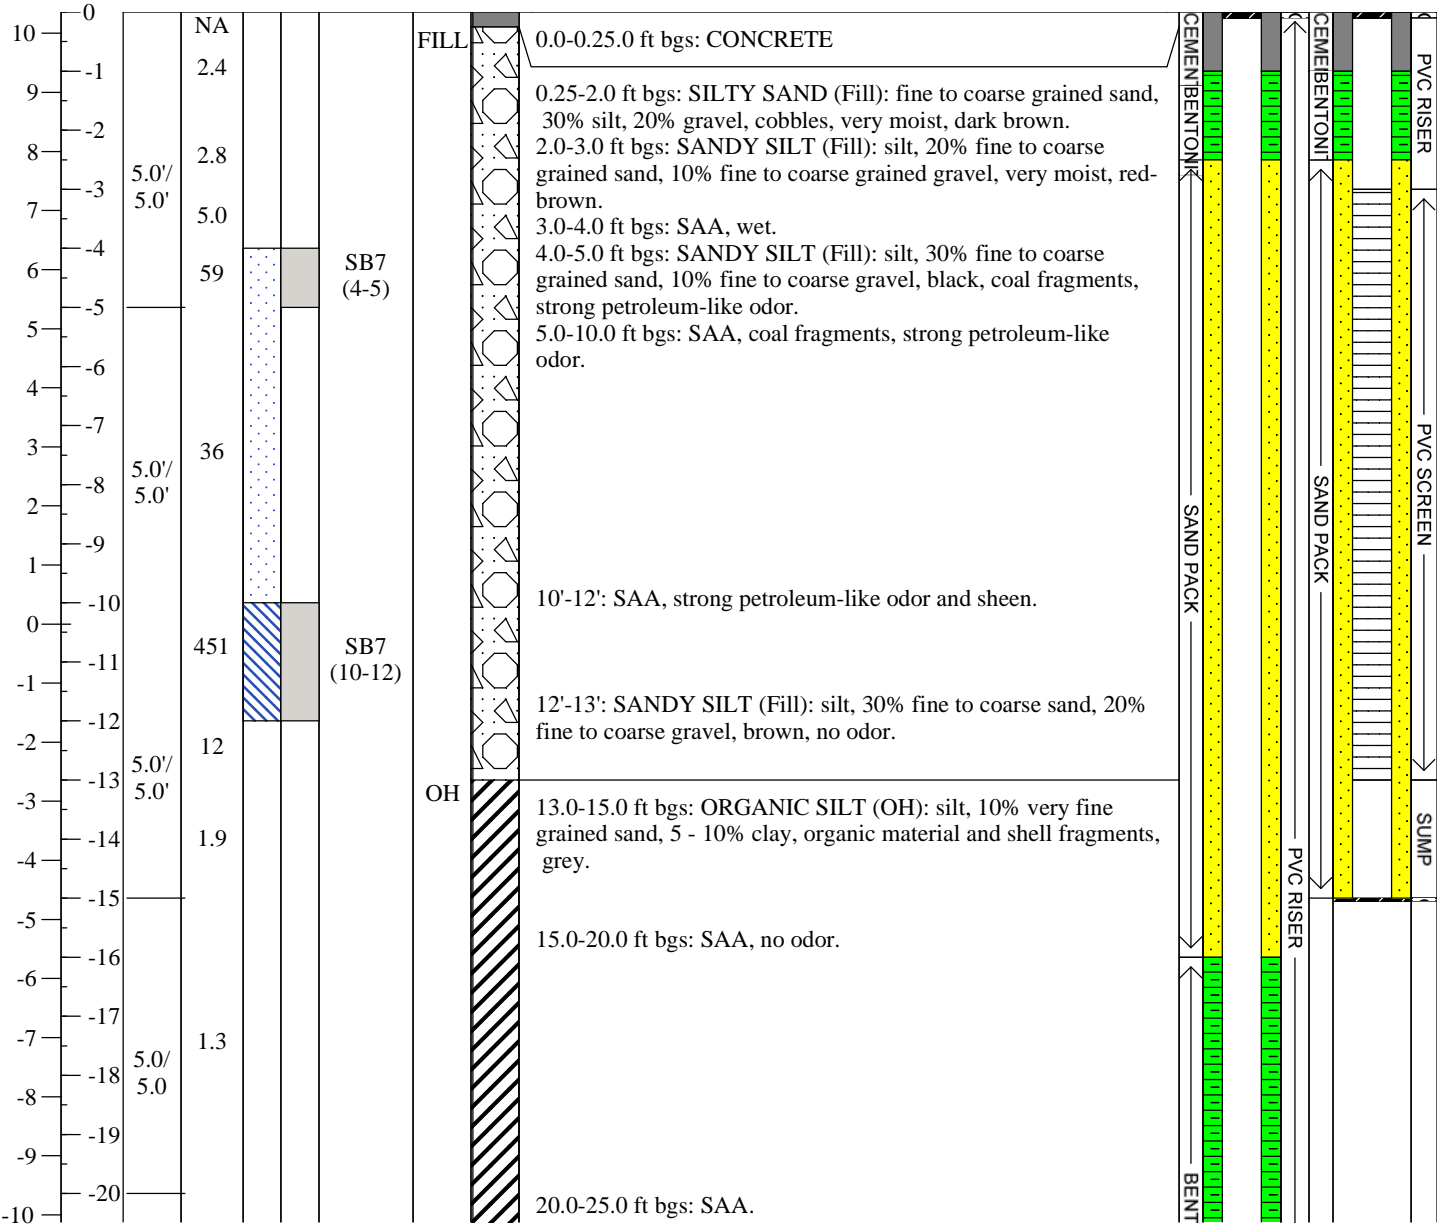 10
9
8
7
6
5
4
3
2
1
0
-1
-2
-3
-4
-5
-6
-7
-8
-9
-10
0
-1
-2
-3
-4
-5
-6
-7
-8
-9
-10
-11
-12
-13
-14
-15
-16
-17
-18
-19
-20
5.0'/
5.0'
5.0'/
5.0'
5.0'/
5.0'
5.0/
5.0
NA
2.4
2.8
5.0
59
36
451
12
1.9
1.3
SB7
(4-5)
SB7
(10-12)
FILL
OH
0.0-0.25.0 ft bgs: CONCRETE
0.25-2.0 ft bgs: SILTY SAND (Fill): fine to coarse grained sand,
30% silt, 20% gravel, cobbles, very moist, dark brown.
2.0-3.0 ft bgs: SANDY SILT (Fill): silt, 20% fine to coarse
grained sand, 10% fine to coarse grained gravel, very moist, red-
brown.
3.0-4.0 ft bgs: SAA, wet.
4.0-5.0 ft bgs: SANDY SILT (Fill): silt, 30% fine to coarse
grained sand, 10% fine to coarse gravel, black, coal fragments,
strong petroleum-like odor.
5.0-10.0 ft bgs: SAA, coal fragments, strong petroleum-like
odor.
10'-12': SAA, strong petroleum-like odor and sheen.
12'-13': SANDY SILT (Fill): silt, 30% fine to coarse sand, 20%
fine to coarse gravel, brown, no odor.
13.0-15.0 ft bgs: ORGANIC SILT (OH): silt, 10% very fine
grained sand, 5 - 10% clay, organic material and shell fragments,
grey.
15.0-20.0 ft bgs: SAA, no odor.
20.0-25.0 ft bgs: SAA.
CEMENT
BENTONI
SAND PACK
BENT
PVC RISER
CEME
BENTONIT
SAND PACK
PVC RISER
PVC SCREEN
SUMP